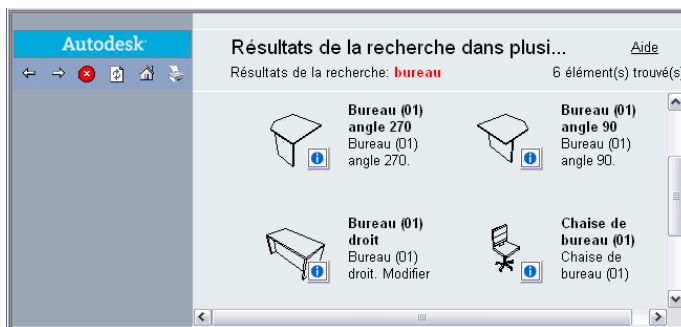 Autodesk
Résultats de la recherche dans plusi...
Aide
Résultats de la recherche: bureau
6 élément(s) trouvé(s)
Bureau (01)
angle 270
Bureau (01)
angle 270.
Bureau (01)
angle 90
Bureau (01)
angle 90.
Bureau (01)
droit
Bureau (01)
droit. Modifier
Chaise de
bureau (01)
Chaise de
bureau (01)